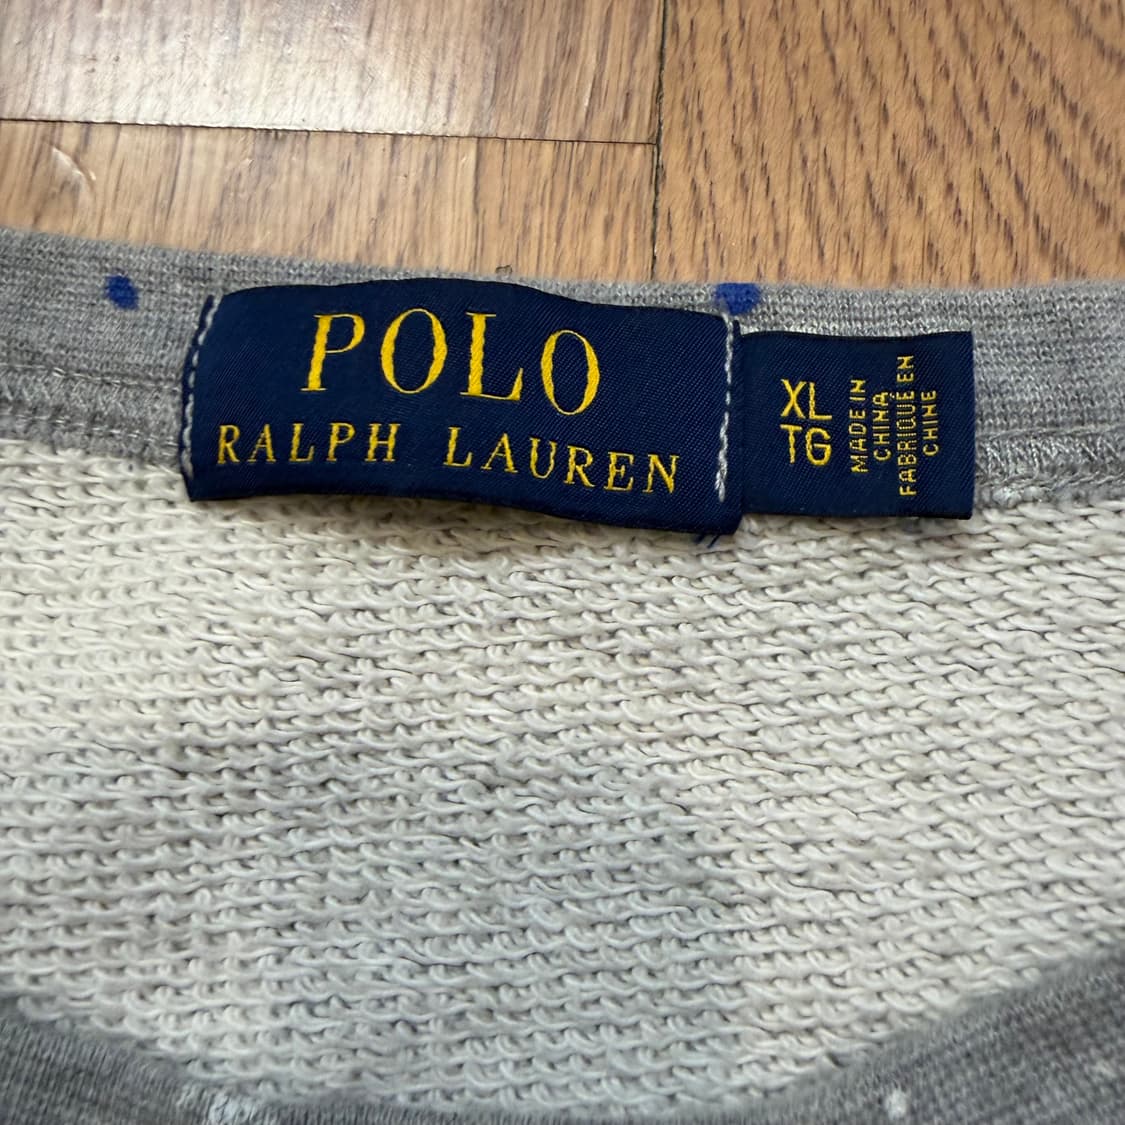 POLO
RALPH LAUREN
XL
TG
MADE IN
CHINA
FABRIQUÉ EN
CHINE